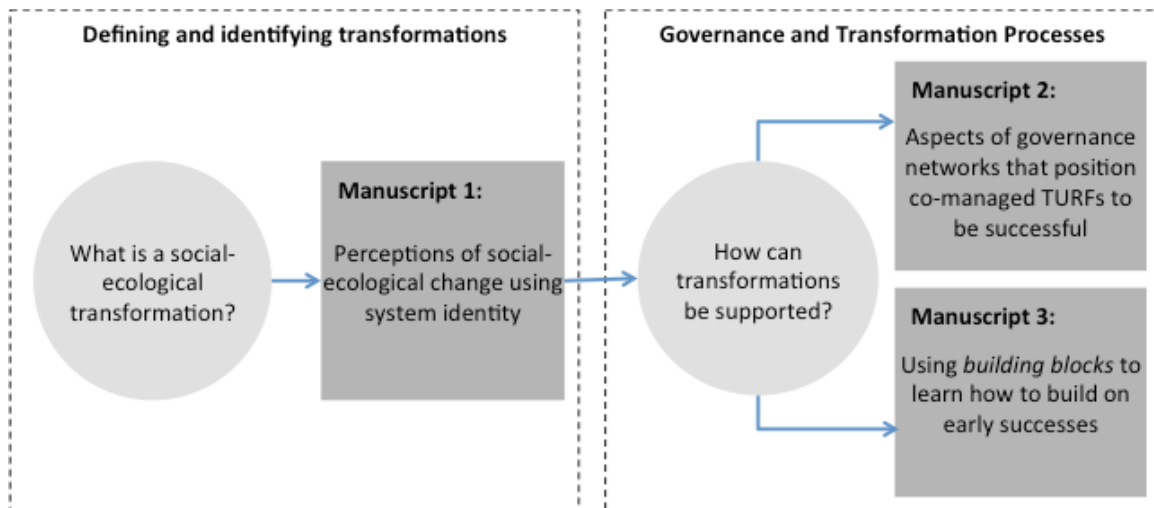 Defining and identifying transformations
What is a social-
ecological
transformation?
Manuscript 1:
Perceptions of social-
ecological change using
system identity
Governance and Transformation Processes
How can
transformations
be supported?
Manuscript 2:
Aspects of governance
networks that position
co-managed TURFs to
be successful
Manuscript 3:
Using building blocks to
learn how to build on
early successes